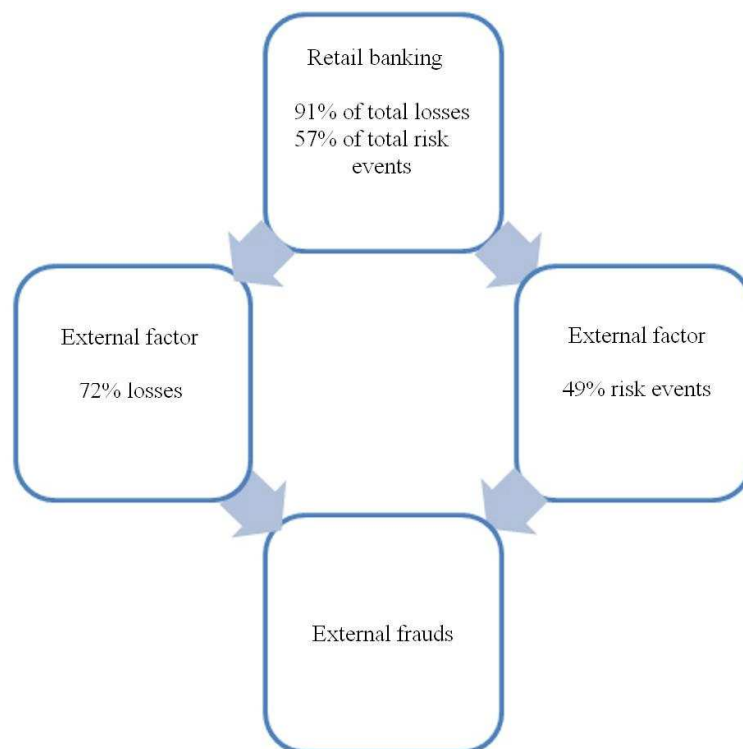 Retail banking
91% of total losses
57% of total risk
events
External factor
72% losses
External factor
49% risk events
External frauds